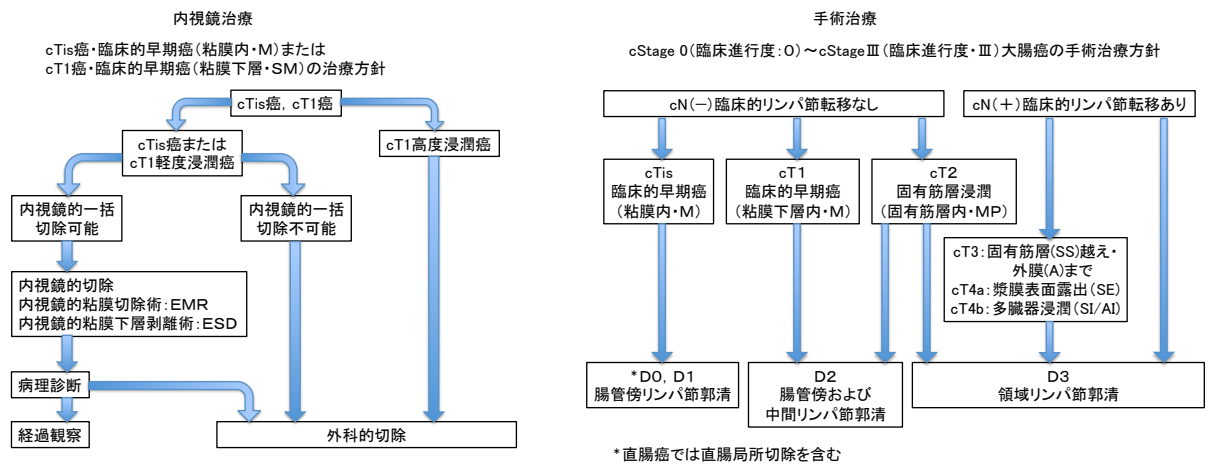 内視鏡治療
cTis癌・臨床的早期癌(粘膜内・M)または
cT1癌・臨床的早期癌(粘膜下層・SM)の治療方針
cTis癌, cT1癌
cTis癌または
cT1軽度浸潤癌
cT1高度浸潤癌
内視鏡的一括
切除可能
内視鏡的一括
切除不可能
内視鏡的切除
内視鏡的粘膜切除術:EMR
内視鏡的粘膜下層剥離術:ESD
病理診断
経過観察
外科的切除
手術治療
cStage 0(臨床進行度:0)〜cStageⅢ(臨床進行度・Ⅲ)大腸癌の手術治療方針
cN(−)臨床的リンパ節転移なし
cN(+)臨床的リンパ節転移あり
cTis
臨床的早期癌
(粘膜内・M)
cT1
臨床的早期癌
(粘膜下層内・M)
cT2
固有筋層浸潤
(固有筋層内・MP)
cT3:固有筋層(SS)越え・
外膜(A)まで
cT4a:漿膜表面露出(SE)
cT4b:多臓器浸潤(SI/AI)
*D0, D1
腸管傍リンパ節郭清
D2
腸管傍および
中間リンパ節郭清
D3
領域リンパ節郭清
*直腸癌では直腸局所切除を含む